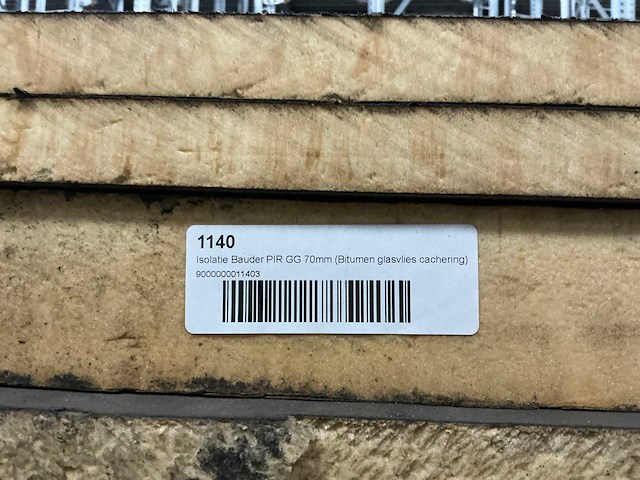 1140
Isolatie Bauder PIR GG 70mm (Bitumen glasvlies cachering)
9000000011403